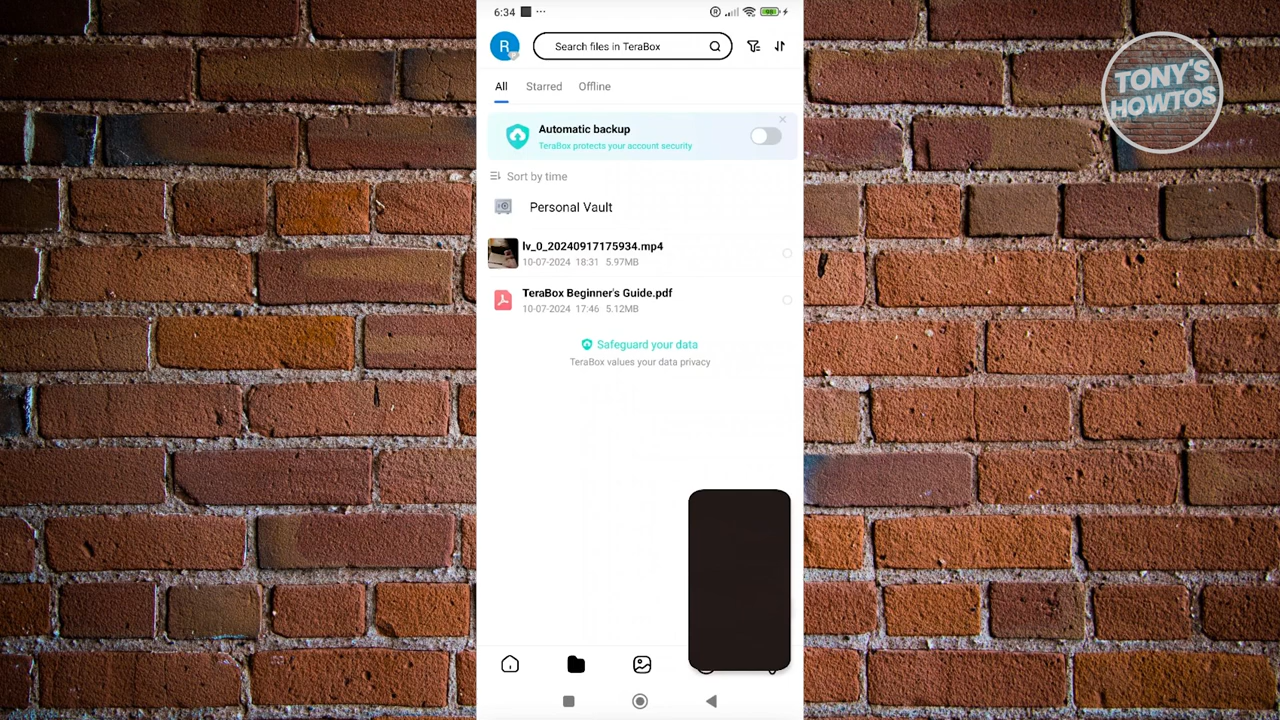 6:34
R
Search files in TeraBox
All Starred Offline
Automatic backup
TeraBox protects your account security
Sort by time
Personal Vault
lv_0_20240917175934.mp4
10-07-2024 18:31 5.97MB
TeraBox Beginner's Guide.pdf
10-07-2024 17:46 5.12MB
Safeguard your data
TeraBox values your data privacy
TONY'S
HOWTOS